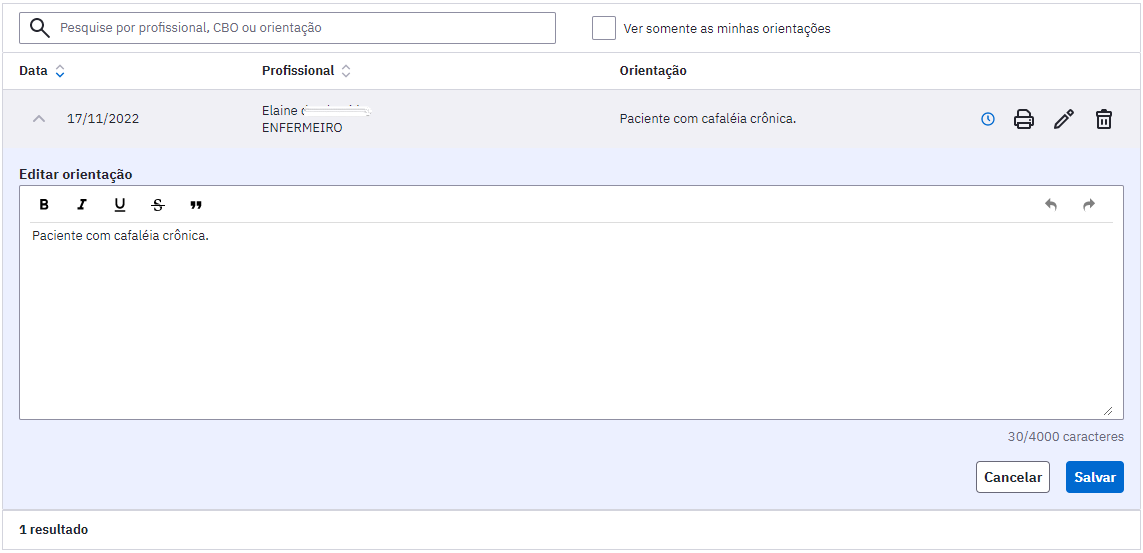 Pesquise por profissional, CBO ou orientação
Ver somente as minhas orientações
Data
Profissional
Orientação
17/11/2022
Elaine
ENFERMEIRO
Paciente com cafaléia crônica.
Editar orientação
B I U S
Paciente com cafaléia crônica.
30/4000 caracteres
Cancelar
Salvar
1 resultado